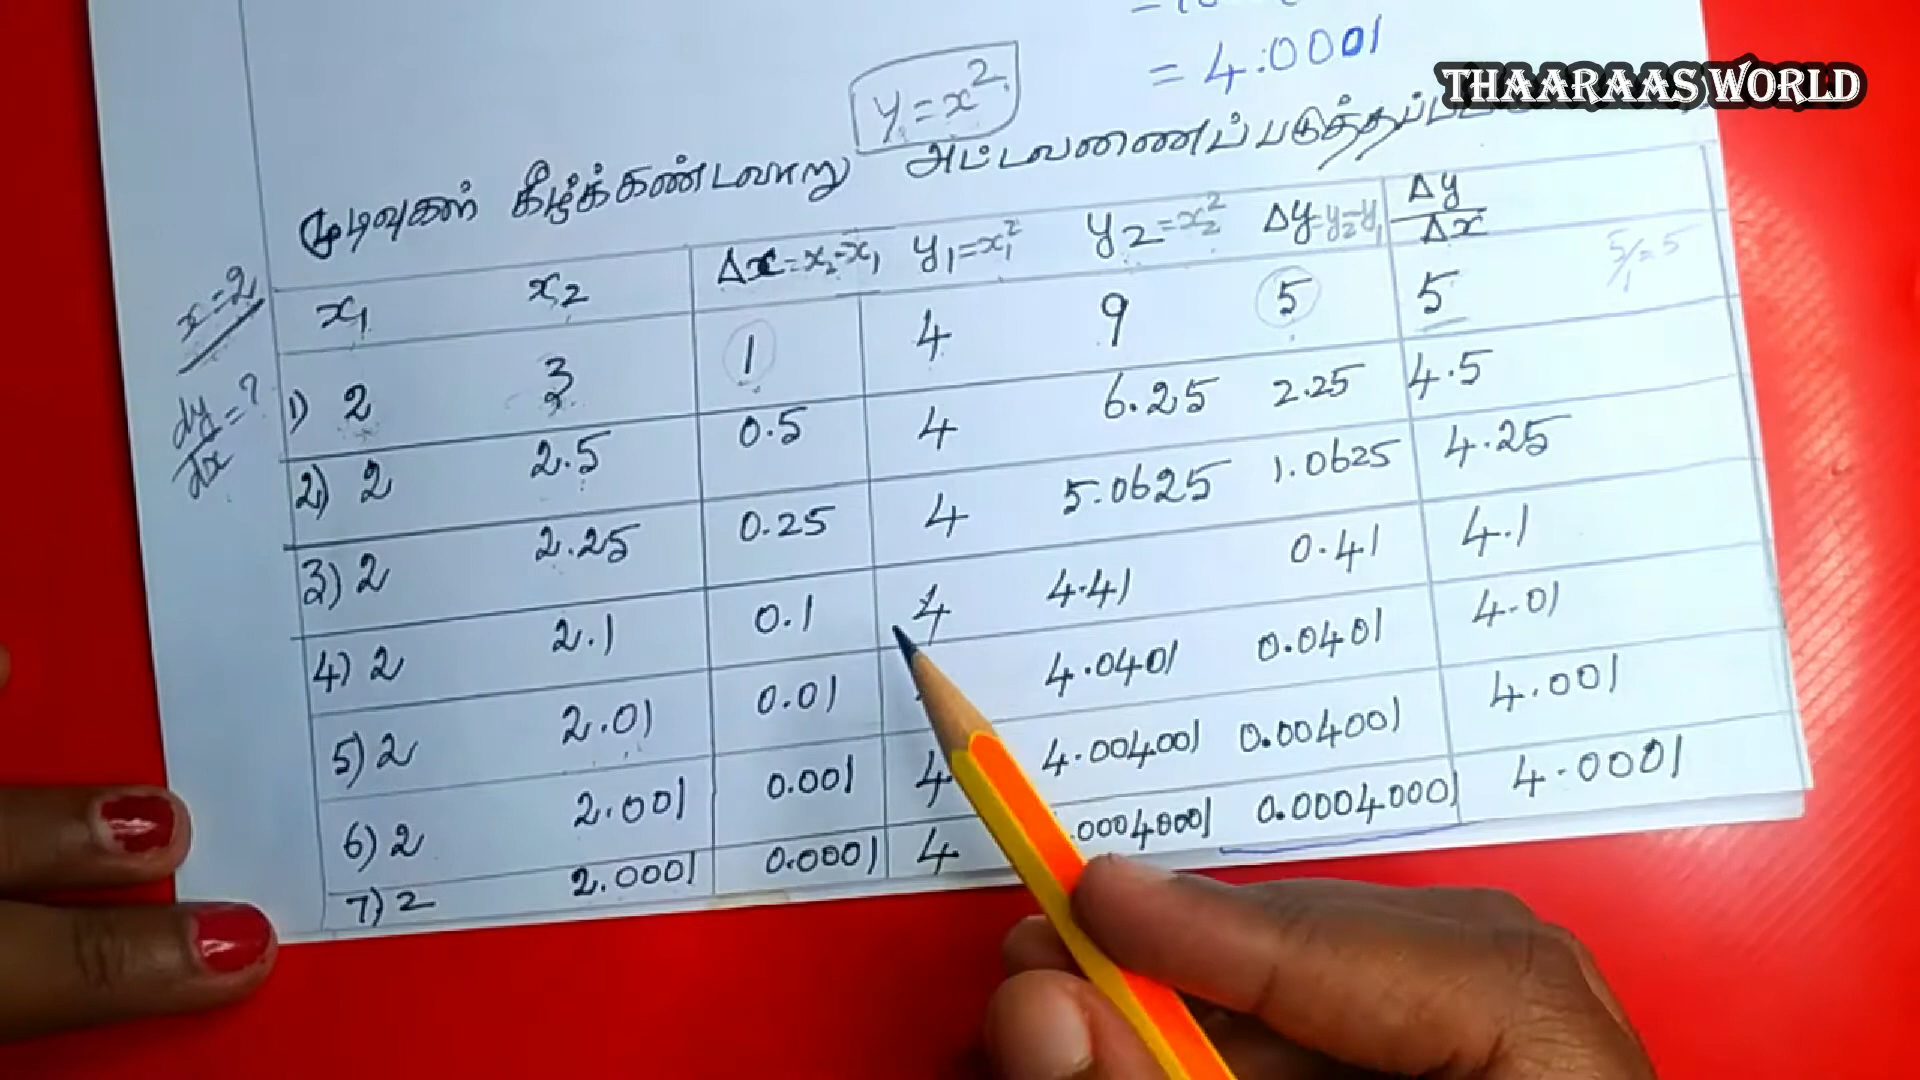 = 4.0001
THAARAAS WORLD
y = x²
முடிவுகள் கீழ்க்கண்டவாறு
x₁ x₂ Δx = x₂-x₁ y₁ = x₁² y₂ = x₂² Δy = y₂-y₁ Δy/Δx
x = 2
dy/dx = ?
5/1 = 5
1) 2 3 1 4 9 5 5
2) 2 2.5 0.5 4 6.25 2.25 4.5
3) 2 2.25 0.25 4 5.0625 1.0625 4.25
4) 2 2.1 0.1 4 4.41 0.41 4.1
5) 2 2.01 0.01 4.0401 0.0401 4.01
6) 2 2.001 0.001 4 4.004001 0.004001 4.001
7) 2 2.0001 0.0001 4 .00040001 0.00040001 4.0001